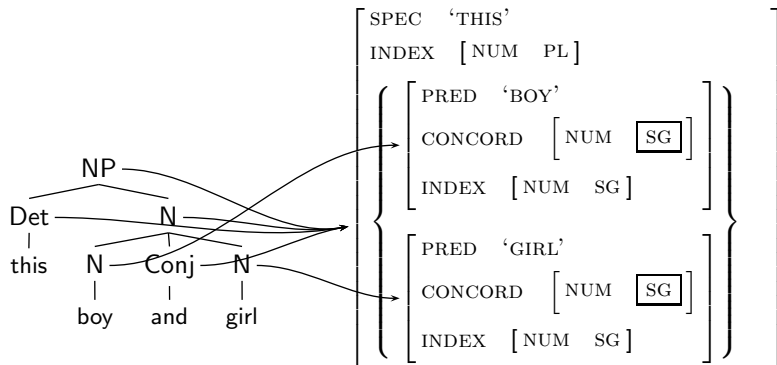 SPEC ‘THIS’
INDEX [NUM PL]
PRED ‘BOY’
CONCORD [NUM SG]
INDEX [NUM SG]
PRED ‘GIRL’
CONCORD [NUM SG]
INDEX [NUM SG]
NP
Det N
this N Conj N
boy and girl